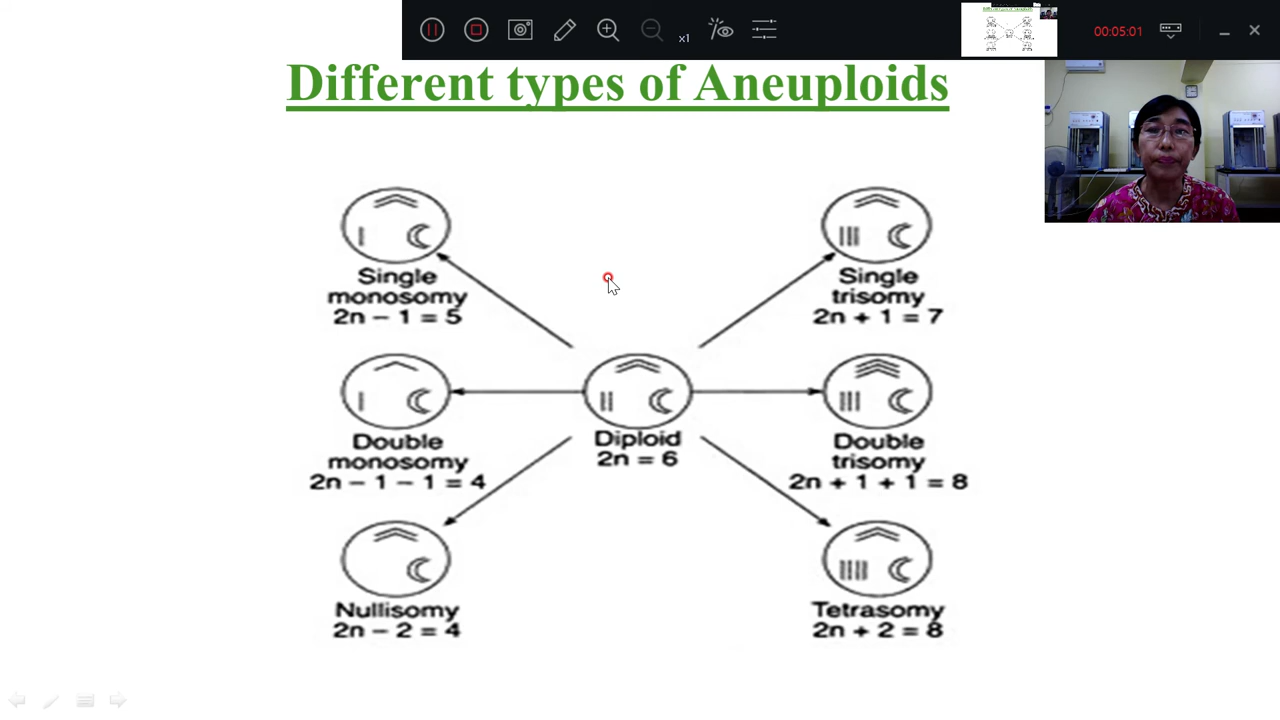 x1
00:05:01
Different types of Aneuploids
Single
monosomy
2n − 1 = 5
Single
trisomy
2n + 1 = 7
Double
monosomy
2n − 1 − 1 = 4
Diploid
2n = 6
Double
trisomy
2n + 1 + 1 = 8
Nullisomy
2n − 2 = 4
Tetrasomy
2n + 2 = 8